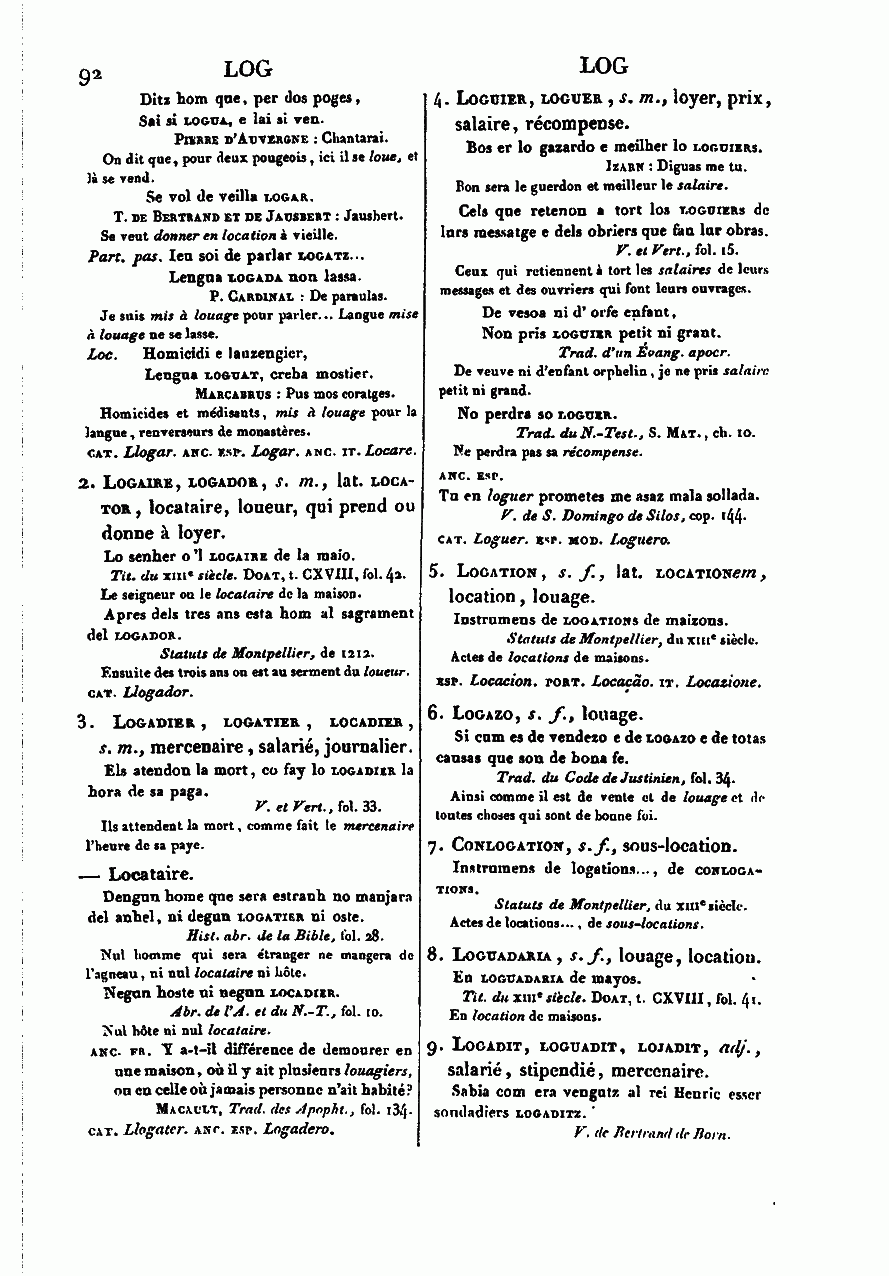 92
LOG
LOG
Ditz hom que, per dos poges,
Sai si LOGUA, e lai si ven.
PIERRE D'AUVERGNE : Chantarai.
On dit que, pour deux pougeois, ici il se loue, et
là se vend.
Se vol de veilla LOGAR.
T. DE BERTRAND ET DE JAUSBERT : Jausbert.
Se veut donner en location à vieille.
Part. pas. Ieu soi de parlar LOGATZ...
Lengua LOGADA non lassa.
P. CARDINAL : De paraulas.
Je suis mis à louage pour parler... Langue mise
à louage ne se lasse.
Loc. Homicidi e lauzengier,
Lengua LOGUAT, creba mostier.
MARCABRUS : Pus mos coratges.
Homicides et médisants, mis à louage pour la
langue, renverseurs de monastères.
CAT. Llogar. ANC. ESP. Logar. ANC. IT. Locare.
2. LOGAIRE, LOGADOR, s. m., lat. LOCA-
TOR, locataire, loueur, qui prend ou
donne à loyer.
Lo senher o 'l LOGAIRE de la maio.
Tit. du XIIIe siècle. DOAT, t. CXVIII, fol. 42.
Le seigneur ou le locataire de la maison.
Apres dels tres ans esta hom al sagrament
del LOGADOR.
Statuts de Montpellier, de 1212.
Ensuite des trois ans on est au serment du loueur.
CAT. Llogador.
3. LOGADIER, LOGATIER, LOCADIER,
s. m., mercenaire, salarié, journalier.
Els atendon la mort, co fay lo LOGADIER la
hora de sa paga.
V. et Vert., fol. 33.
Ils attendent la mort, comme fait le mercenaire
l'heure de sa paye.
— Locataire.
Dengun home que sera estranh no manjara
del anhel, ni degun LOGATIER ni oste.
Hist. abr. de la Bible, fol. 28.
Nul homme qui sera étranger ne mangera de
l'agneau, ni nul locataire ni hôte.
Negun hoste ni negun LOCADIER.
Abr. de l'A. et du N.-T., fol. 10.
Nul hôte ni nul locataire.
ANC. FR. Y a-t-il différence de demourer en
une maison, où il y ait plusieurs louagiers,
ou en celle où jamais personne n'ait habité?
MACAULT, Trad. des Apopht., fol. 134.
CAT. Llogater. ANC. ESP. Logadero.
4. LOGUIER, LOGUER, s. m., loyer, prix,
salaire, récompense.
Bos er lo gazardo e meilher lo LOGUIERS.
IZARN : Diguas me tu.
Bon sera le guerdon et meilleur le salaire.
Cels que retenon a tort los LOGUIERS de
lurs messatge e dels obriers que fan lur obras.
V. et Vert., fol. 15.
Ceux qui retiennent à tort les salaires de leurs
messages et des ouvriers qui font leurs ouvrages.
De vesoa ni d' orfe enfant,
Non pris LOGUIER petit ni grant.
Trad. d'un Évang. apocr.
De veuve ni d'enfant orphelin, je ne pris salaire
petit ni grand.
No perdra so LOGUER.
Trad. du N.-Test., S. MAT., ch. 10.
Ne perdra pas sa récompense.
ANC. ESP.
Tu en loguer prometes me asaz mala sollada.
V. de S. Domingo de Silos, cop. 144.
CAT. Loguer. ESP. MOD. Loguero.
5. LOGATION, s. f., lat. LOCATIONem,
location, louage.
Instrumens de LOGATIONS de maizons.
Statuts de Montpellier, du XIIIe siècle.
Actes de locations de maisons.
ESP. Locacion. PORT. Locação. IT. Locazione.
6. LOGAZO, s. f., louage.
Si cum es de vendezo e de LOGAZO e de totas
causas que son de bona fe.
Trad. du Code de Justinien, fol. 34.
Ainsi comme il est de vente et de louage et de
toutes choses qui sont de bonne foi.
7. CONLOGATION, s. f., sous-location.
Instrumens de logations..., de CONLOGA-
TIONS.
Statuts de Montpellier, du XIIIe siècle.
Actes de locations..., de sous-locations.
8. LOGUADARIA, s. f., louage, location.
En LOGUADARIA de mayos.
Tit. du XIIIe siècle. DOAT, t. CXVIII, fol. 41.
En location de maisons.
9. LOGADIT, LOGUADIT, LOJADIT, adj.,
salarié, stipendié, mercenaire.
Sabia com era vengutz al rei Henric esser
soudadiers LOGADITZ.
V. de Bertrand de Born.